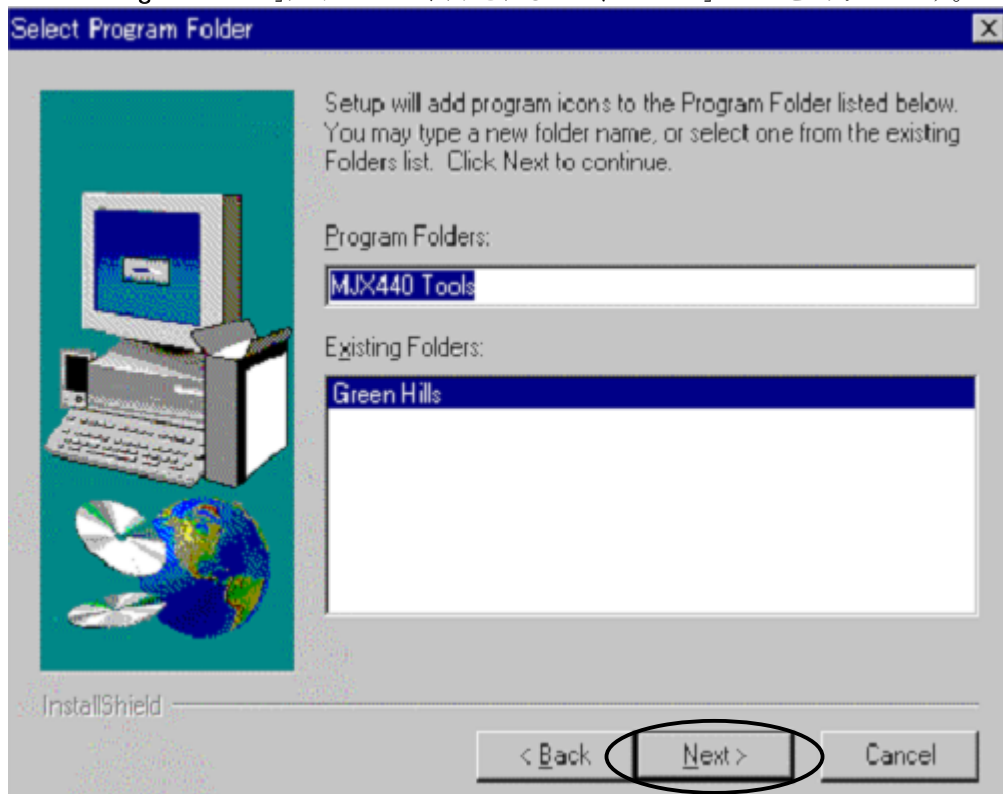 Select Program Folder
Setup will add program icons to the Program Folder listed below.
You may type a new folder name, or select one from the existing
Folders list. Click Next to continue.
Program Folders:
MJX440 Tools
Existing Folders:
Green Hills
InstallShield
< Back
Next >
Cancel